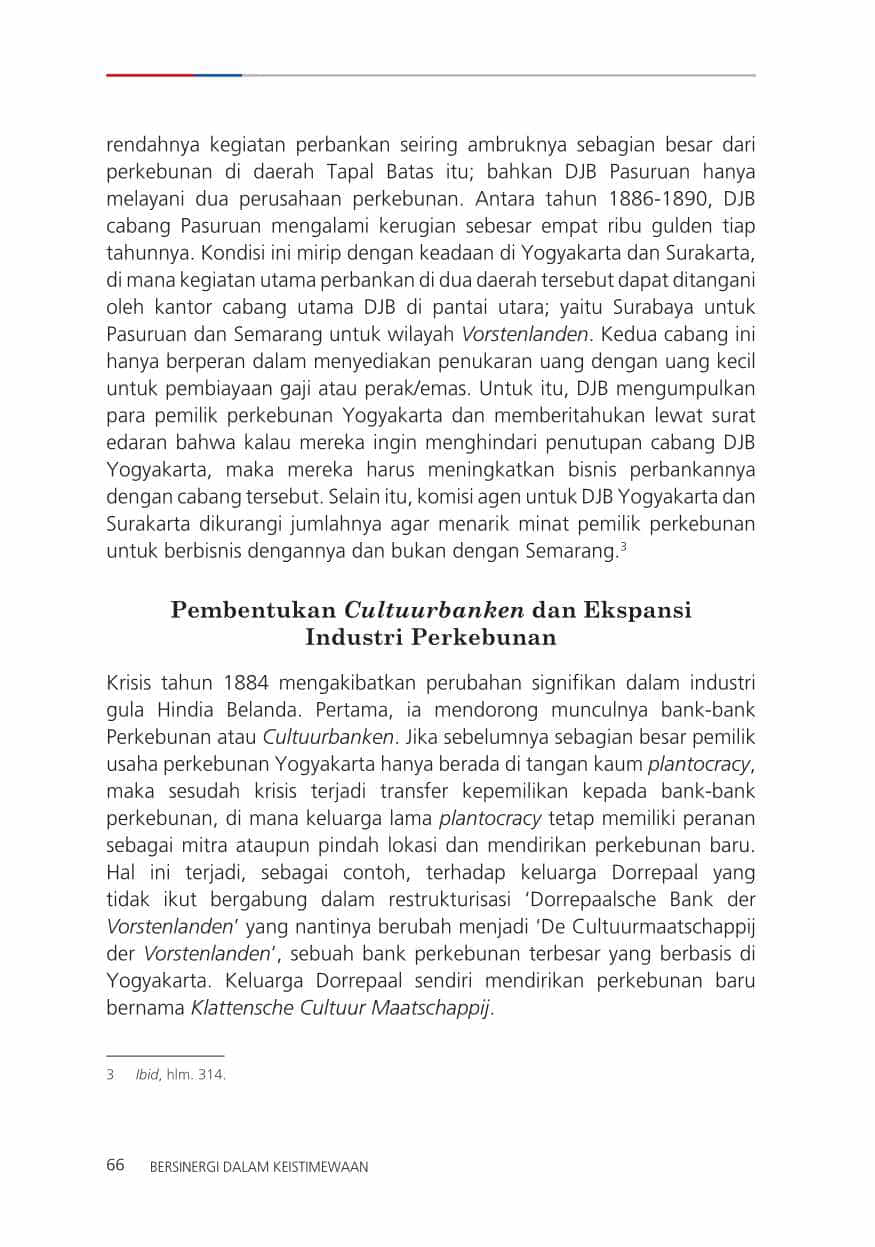 rendahnya kegiatan perbankan seiring ambruknya sebagian besar dari
perkebunan di daerah Tapal Batas itu; bahkan DJB Pasuruan hanya
melayani dua perusahaan perkebunan. Antara tahun 1886-1890, DJB
cabang Pasuruan mengalami kerugian sebesar empat ribu gulden tiap
tahunnya. Kondisi ini mirip dengan keadaan di Yogyakarta dan Surakarta,
di mana kegiatan utama perbankan di dua daerah tersebut dapat ditangani
oleh kantor cabang utama DJB di pantai utara; yaitu Surabaya untuk
Pasuruan dan Semarang untuk wilayah Vorstenlanden. Kedua cabang ini
hanya berperan dalam menyediakan penukaran uang dengan uang kecil
untuk pembiayaan gaji atau perak/emas. Untuk itu, DJB mengumpulkan
para pemilik perkebunan Yogyakarta dan memberitahukan lewat surat
edaran bahwa kalau mereka ingin menghindari penutupan cabang DJB
Yogyakarta, maka mereka harus meningkatkan bisnis perbankannya
dengan cabang tersebut. Selain itu, komisi agen untuk DJB Yogyakarta dan
Surakarta dikurangi jumlahnya agar menarik minat pemilik perkebunan
untuk berbisnis dengannya dan bukan dengan Semarang.3
Pembentukan Cultuurbanken dan Ekspansi
Industri Perkebunan
Krisis tahun 1884 mengakibatkan perubahan signifikan dalam industri
gula Hindia Belanda. Pertama, ia mendorong munculnya bank-bank
Perkebunan atau Cultuurbanken. Jika sebelumnya sebagian besar pemilik
usaha perkebunan Yogyakarta hanya berada di tangan kaum plantocracy,
maka sesudah krisis terjadi transfer kepemilikan kepada bank-bank
perkebunan, di mana keluarga lama plantocracy tetap memiliki peranan
sebagai mitra ataupun pindah lokasi dan mendirikan perkebunan baru.
Hal ini terjadi, sebagai contoh, terhadap keluarga Dorrepaal yang
tidak ikut bergabung dalam restrukturisasi ‘Dorrepaalsche Bank der
Vorstenlanden’ yang nantinya berubah menjadi ‘De Cultuurmaatschappij
der Vorstenlanden’, sebuah bank perkebunan terbesar yang berbasis di
Yogyakarta. Keluarga Dorrepaal sendiri mendirikan perkebunan baru
bernama Klattensche Cultuur Maatschappij.
3 Ibid, hlm. 314.
66 BERSINERGI DALAM KEISTIMEWAAN